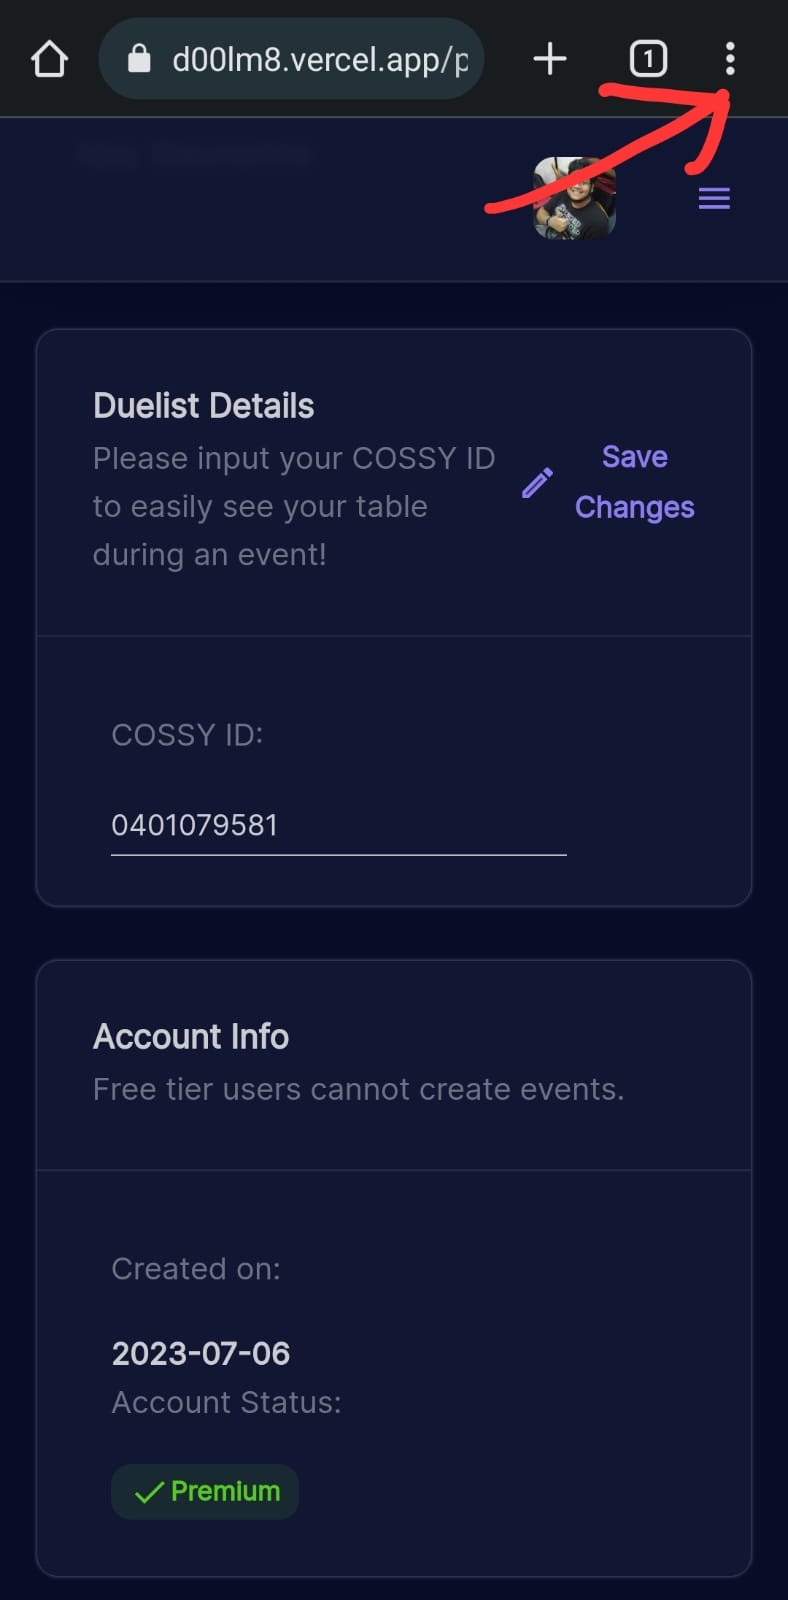 d00lm8.vercel.app/p
1
Duelist Details
Please input your COSSY ID
to easily see your table
during an event!
Save
Changes
COSSY ID:
0401079581
Account Info
Free tier users cannot create events.
Created on:
2023-07-06
Account Status:
Premium